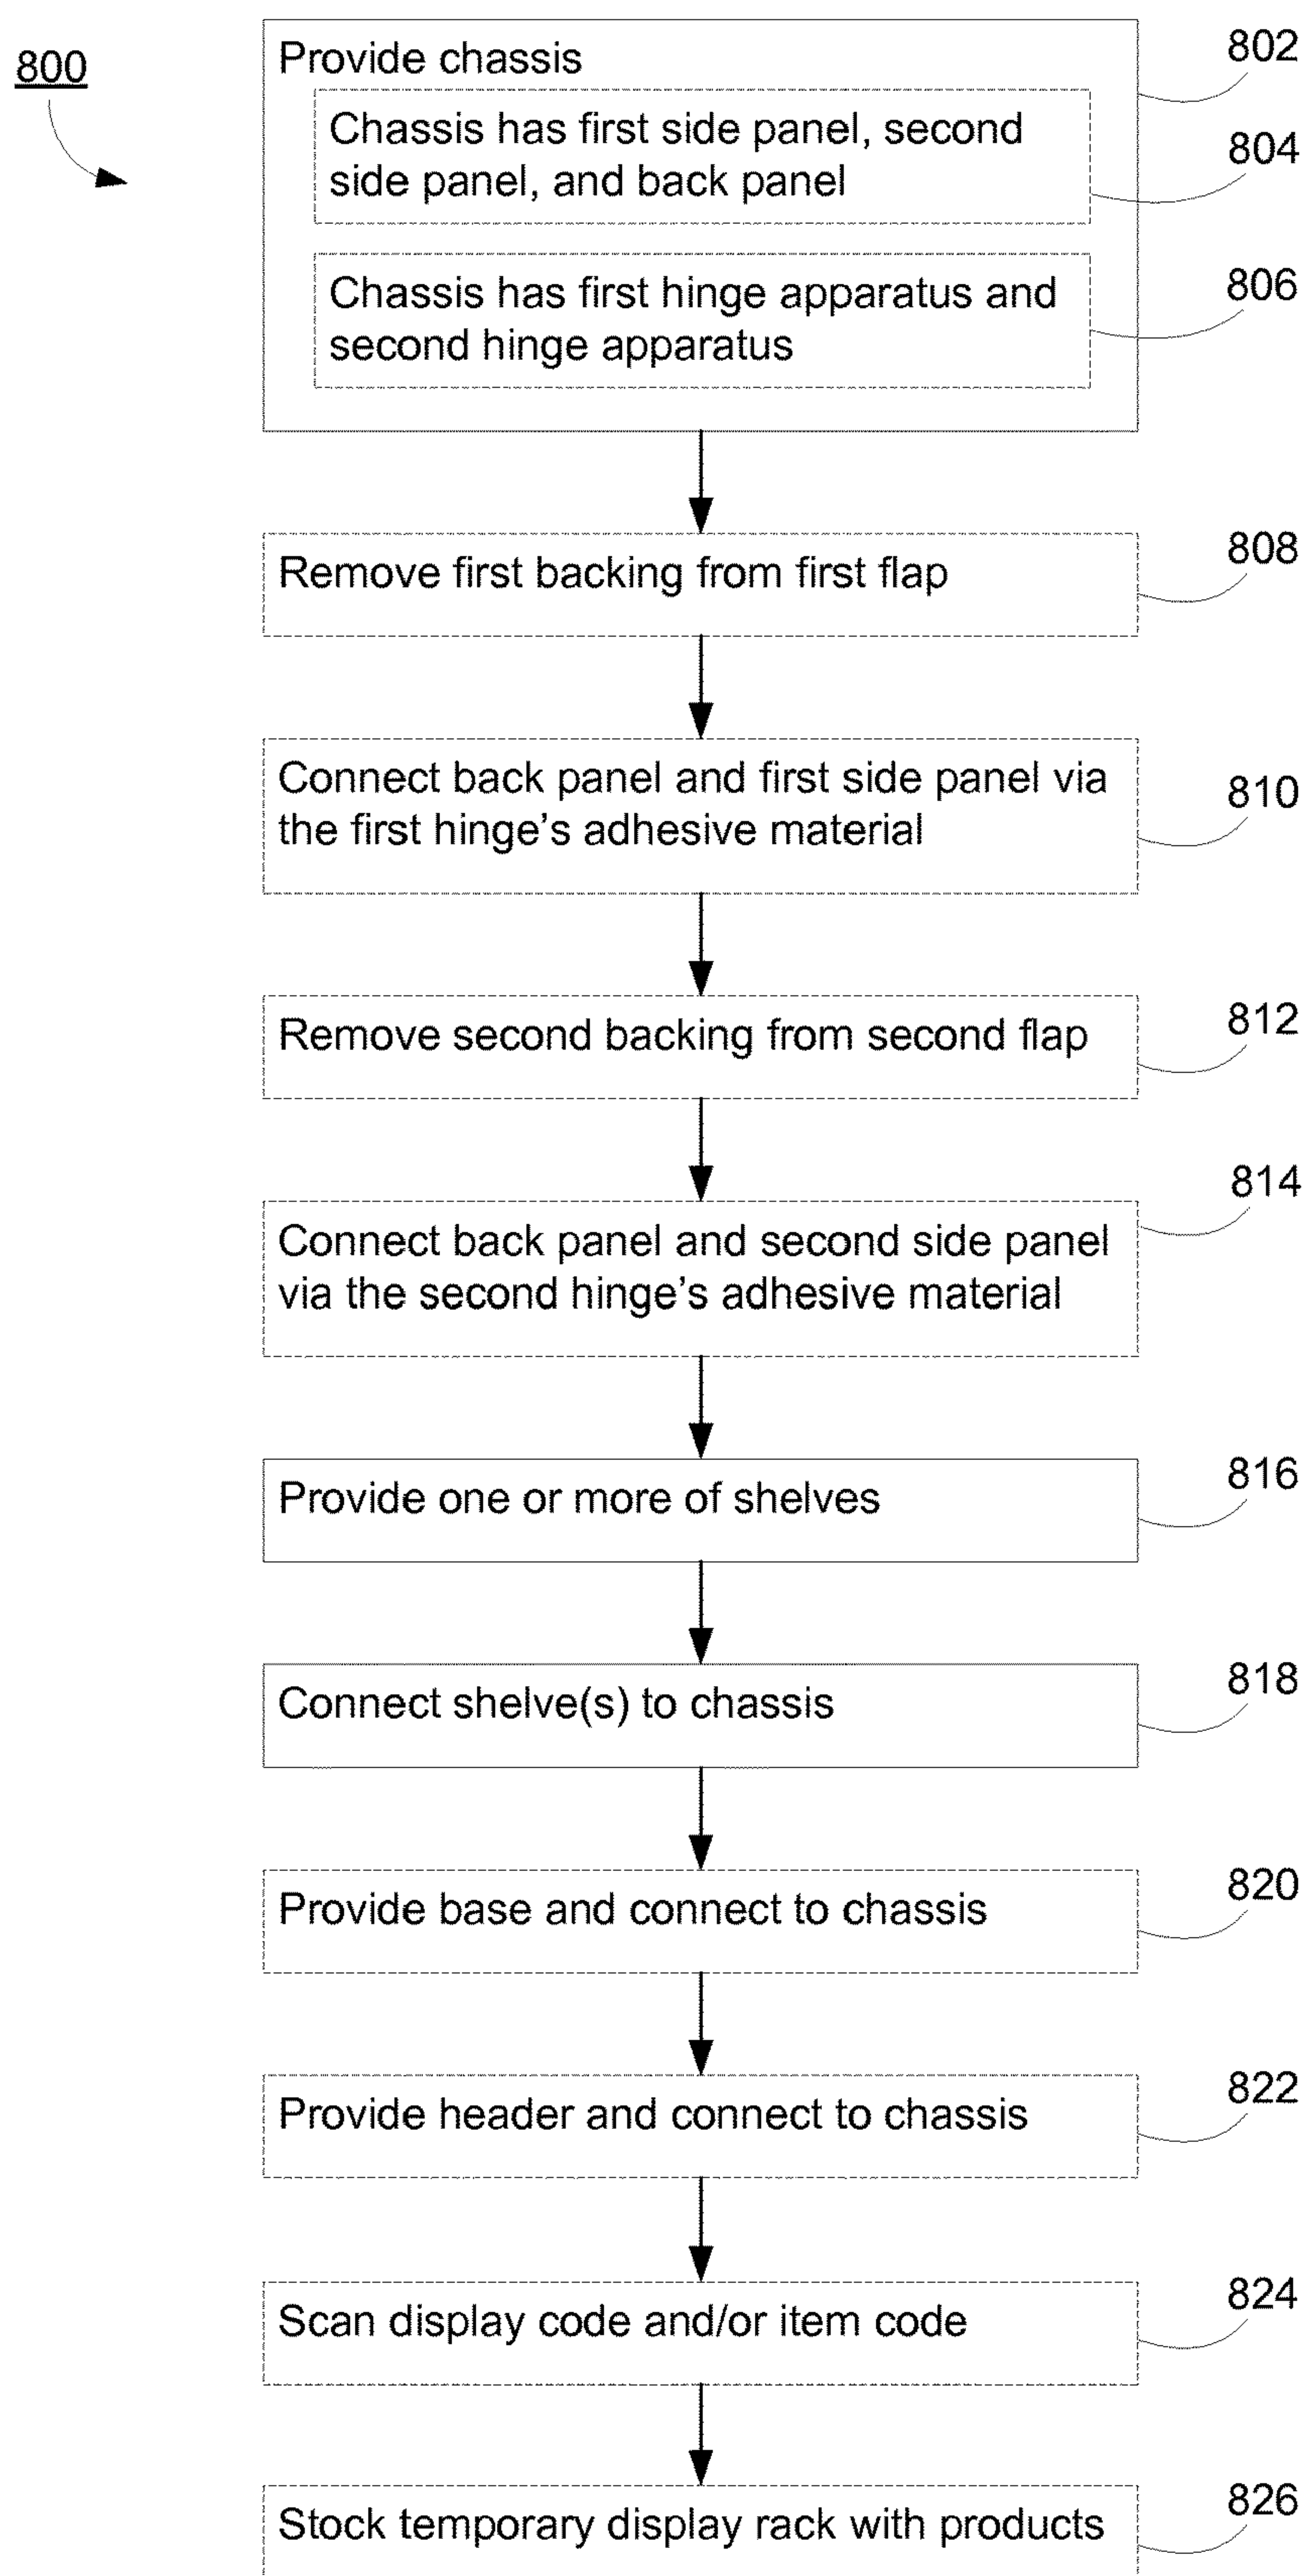 800
Provide chassis
802
Chassis has first side panel, second
side panel, and back panel
804
Chassis has first hinge apparatus and
second hinge apparatus
806
Remove first backing from first flap
808
Connect back panel and first side panel via
the first hinge's adhesive material
810
Remove second backing from second flap
812
Connect back panel and second side panel
via the second hinge's adhesive material
814
Provide one or more of shelves
816
Connect shelve(s) to chassis
818
Provide base and connect to chassis
820
Provide header and connect to chassis
822
Scan display code and/or item code
824
Stock temporary display rack with products
826